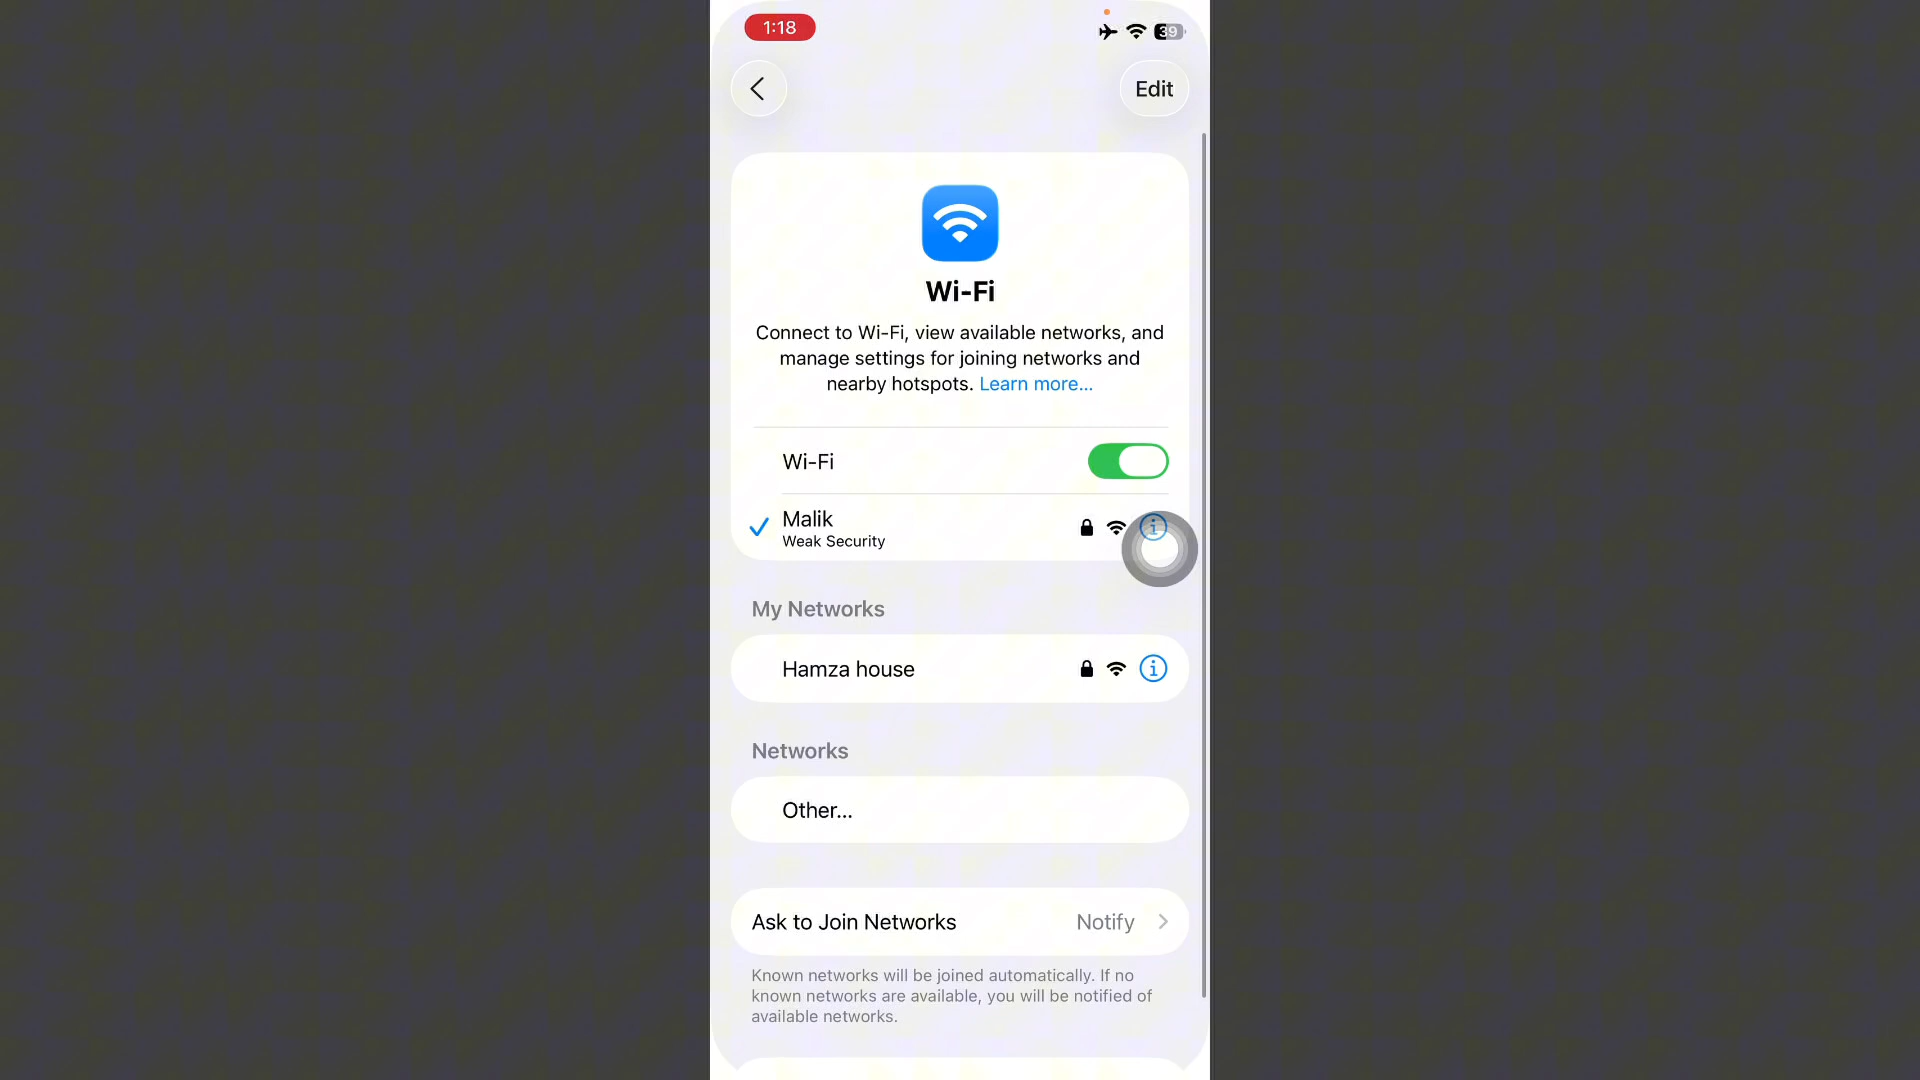 1:18
39
Edit
Wi-Fi
Connect to Wi-Fi, view available networks, and
manage settings for joining networks and
nearby hotspots. Learn more...
Wi-Fi
Malik
Weak Security
My Networks
Hamza house
Networks
Other...
Ask to Join Networks Notify
Known networks will be joined automatically. If no
known networks are available, you will be notified of
available networks.